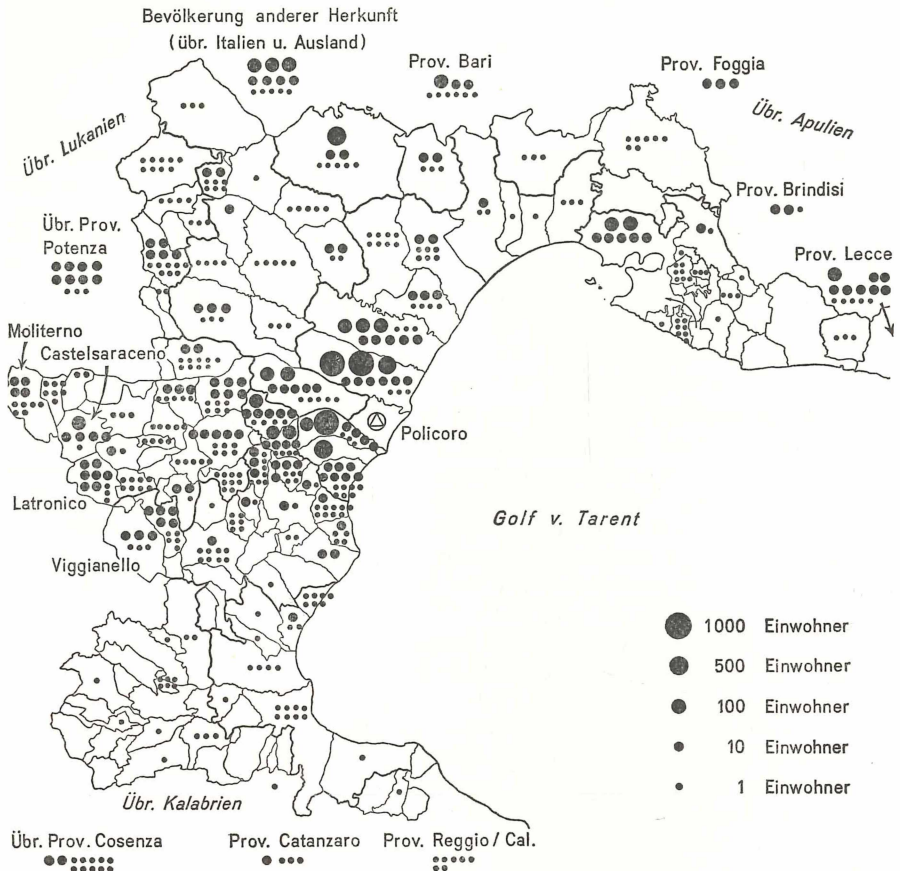 Bevölkerung anderer Herkunft
(übr. Italien u. Ausland)
Prov. Bari
Prov. Foggia
Übr. Lukanien
Übr. Apulien
Prov. Brindisi
Übr. Prov.
Potenza
Prov. Lecce
Moliterno
Castelsaraceno
Policoro
Latronico
Golf v. Tarent
Viggianello
1000 Einwohner
500 Einwohner
100 Einwohner
10 Einwohner
1 Einwohner
Übr. Kalabrien
Übr. Prov. Cosenza
Prov. Catanzaro
Prov. Reggio / Cal.